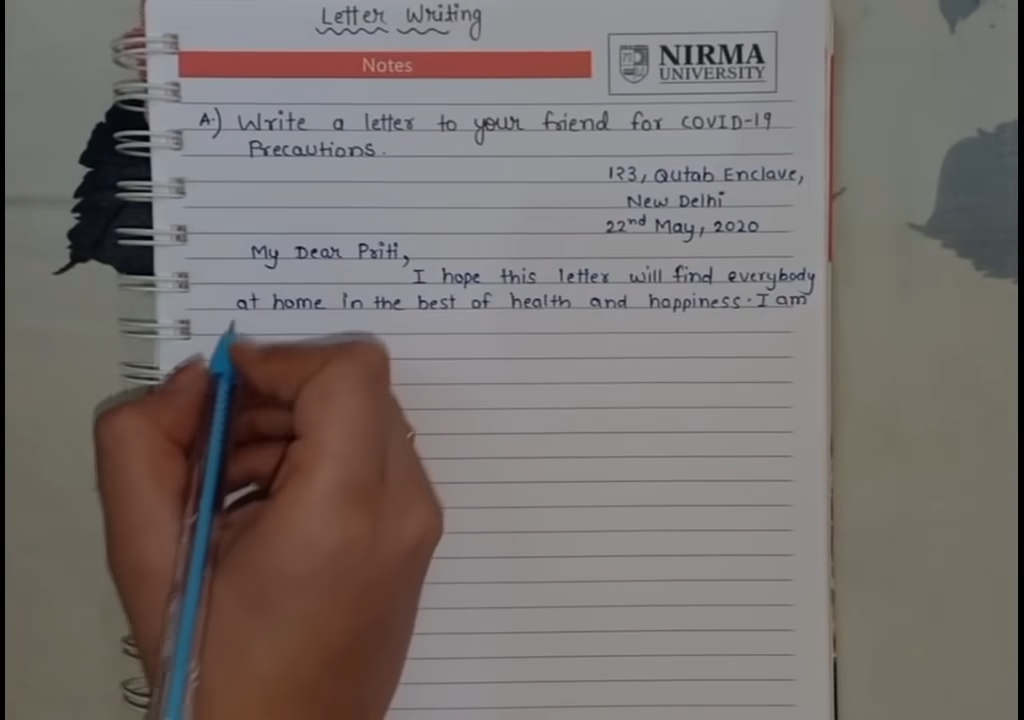 Letter Writing
Notes
NIRMA
UNIVERSITY
A.) Write a letter to your friend for COVID-19
Precautions.
123, Qutab Enclave,
New Delhi
22nd May, 2020
My Dear Priti,
I hope this letter will find everybody
at home in the best of health and happiness. I am